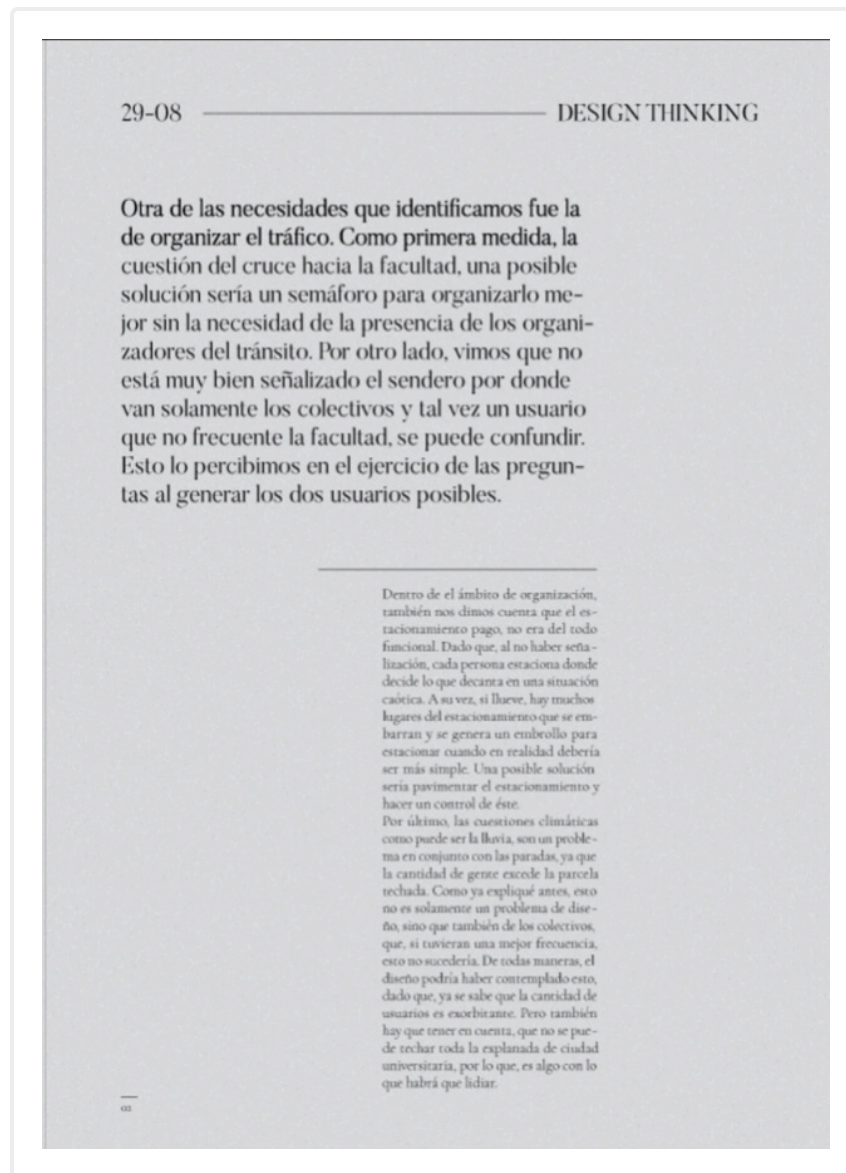 29-08 DESIGN THINKING
Otra de las necesidades que identificamos fue la
de organizar el tráfico. Como primera medida, la
cuestión del cruce hacia la facultad, una posible
solución sería un semáforo para organizarlo me-
jor sin la necesidad de la presencia de los organi-
zadores del tránsito. Por otro lado, vimos que no
está muy bien señalizado el sendero por donde
van solamente los colectivos y tal vez un usuario
que no frecuente la facultad, se puede confundir.
Esto lo percibimos en el ejercicio de las pregun-
tas al generar los dos usuarios posibles.
Dentro de el ámbito de organización,
también nos dimos cuenta que el es-
tacionamiento pago, no era del todo
funcional. Dado que, al no haber seña-
lización, cada persona estaciona donde
decide lo que decanta en una situación
caótica. A su vez, si llueve, hay muchos
lugares del estacionamiento que se em-
barran y se genera un embrollo para
estacionar cuando en realidad debería
ser más simple. Una posible solución
sería pavimentar el estacionamiento y
hacer un control de éste.
Por último, las cuestiones climáticas
como puede ser la lluvia, son un proble-
ma en conjunto con las paradas, ya que
la cantidad de gente excede la parcela
techada. Como ya expliqué antes, esto
no es solamente un problema de dise-
ño, sino que también de los colectivos,
que, si tuvieran una mejor frecuencia,
esto no sucedería. De todas maneras, el
diseño podría haber contemplado esto,
dado que, ya se sabe que la cantidad de
usuarios es exorbitante. Pero también
hay que tener en cuenta, que no se pue-
de techar toda la explanada de ciudad
universitaria, por lo que, es algo con lo
que habrá que lidiar.
02